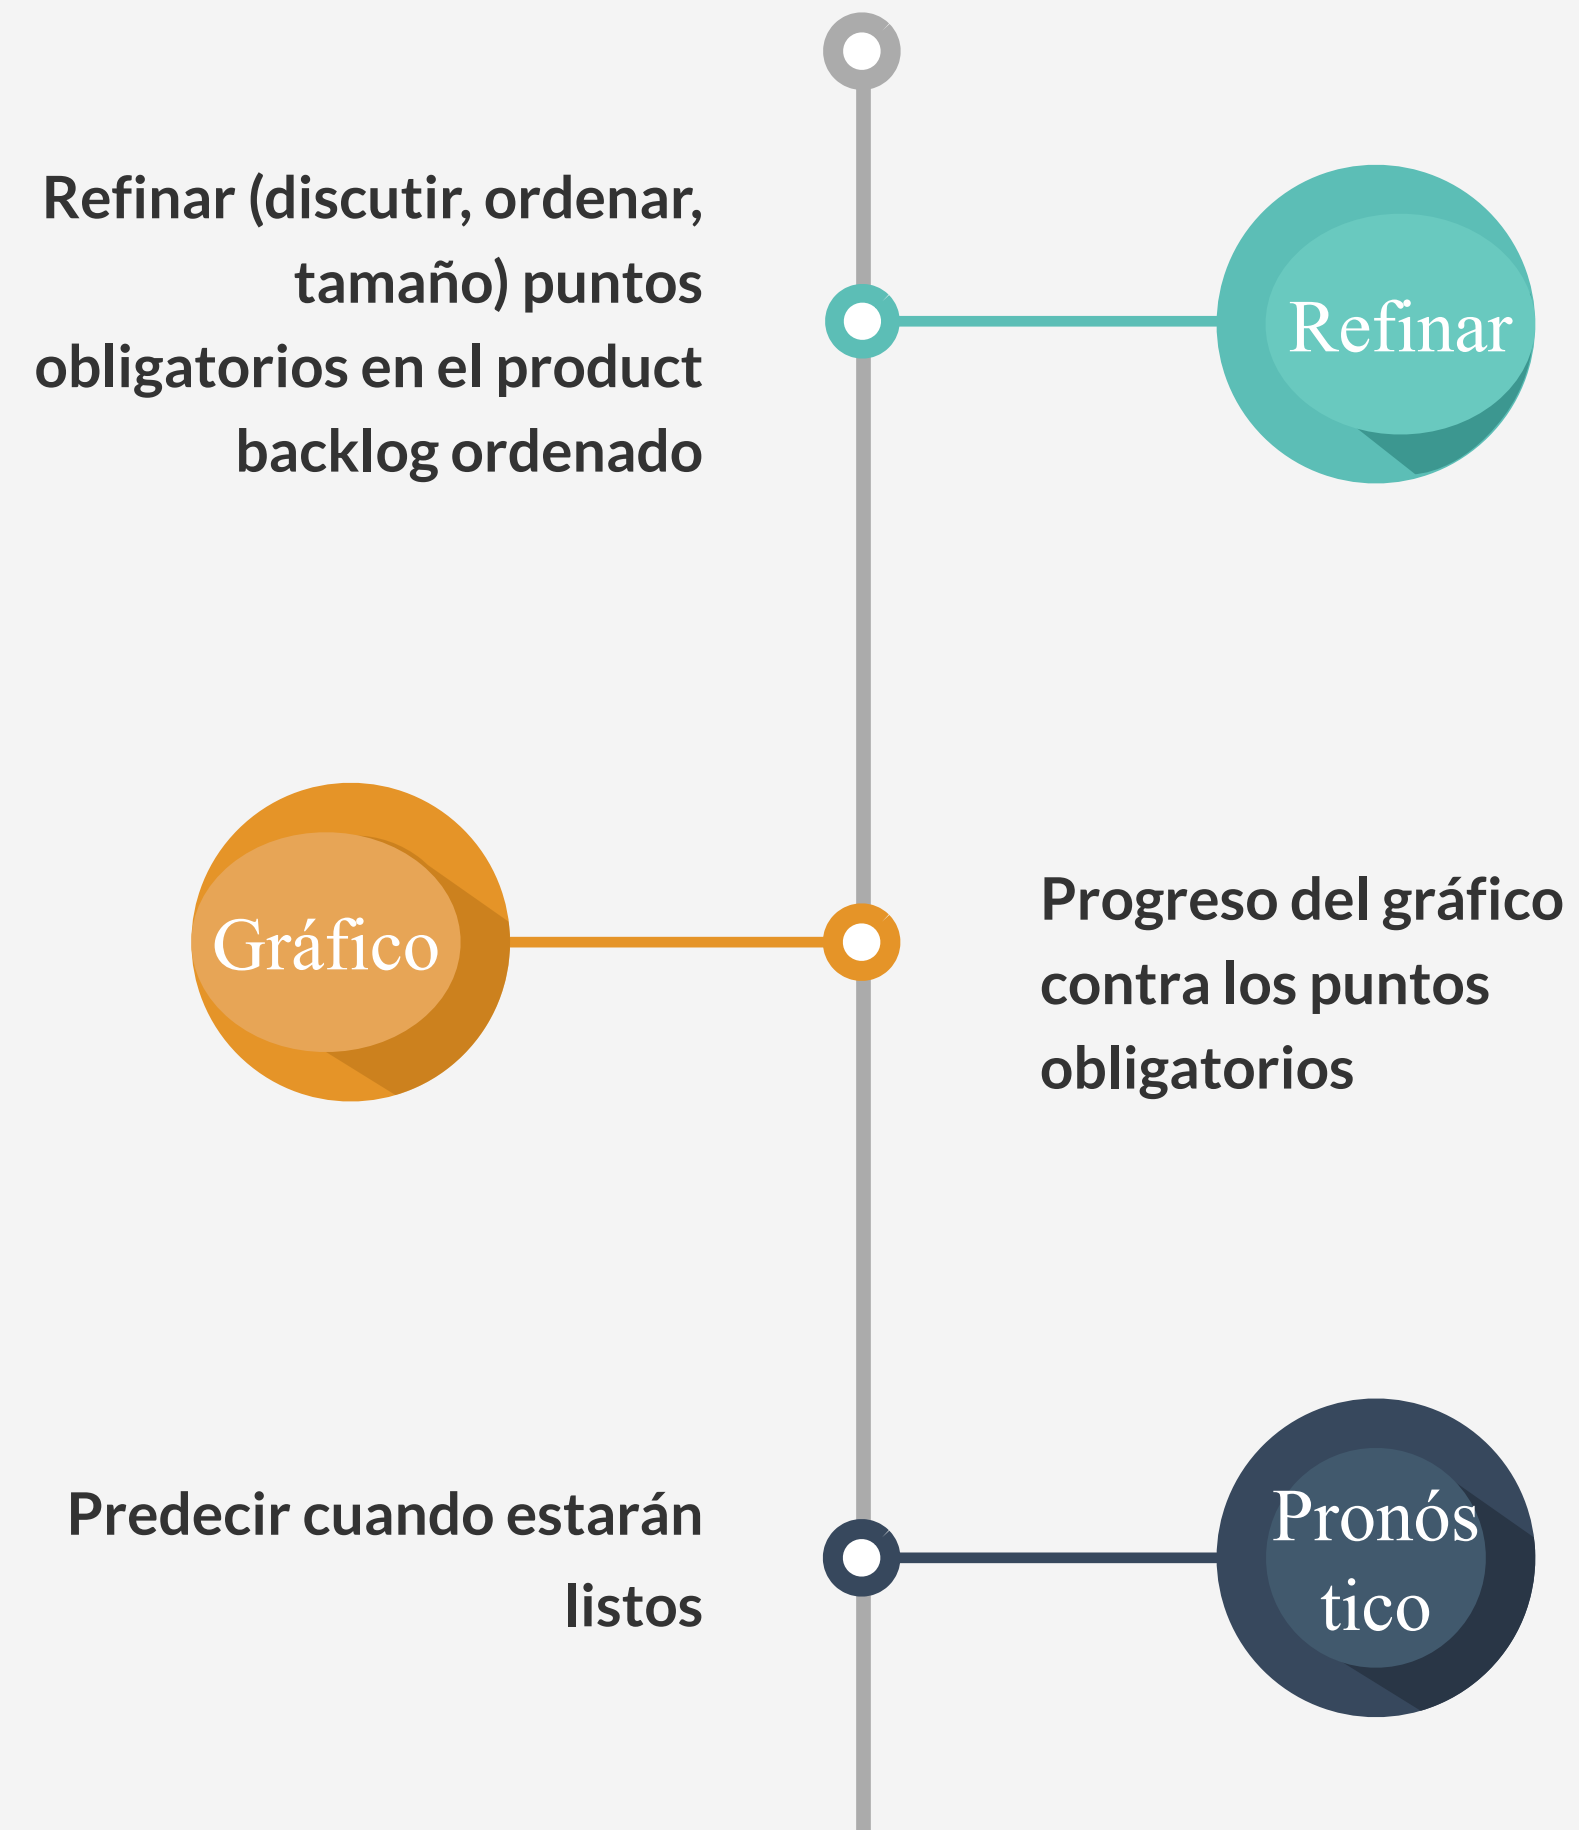 Refinar (discutir, ordenar,
tamaño) puntos
obligatorios en el product
backlog ordenado
Refinar
Gráfico
Progreso del gráfico
contra los puntos
obligatorios
Predecir cuando estarán
listos
Pronós
tico